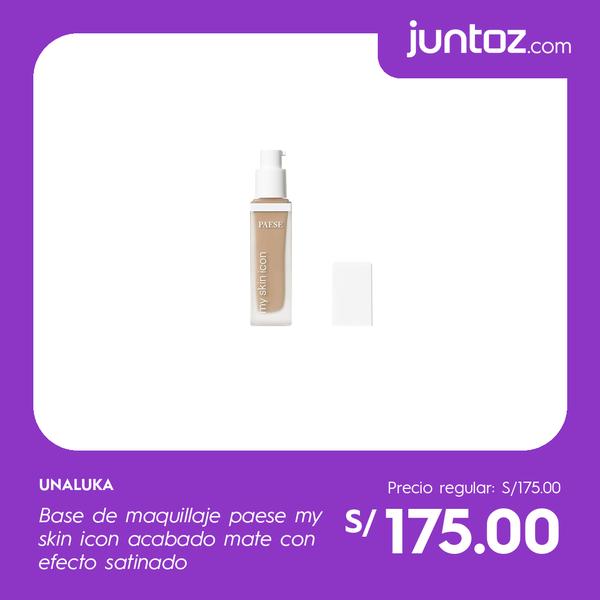 juntoz.com
PAESE
my skin icon
UNALUKA
Base de maquillaje paese my
skin icon acabado mate con
efecto satinado
Precio regular: S/175.00
S/ 175.00